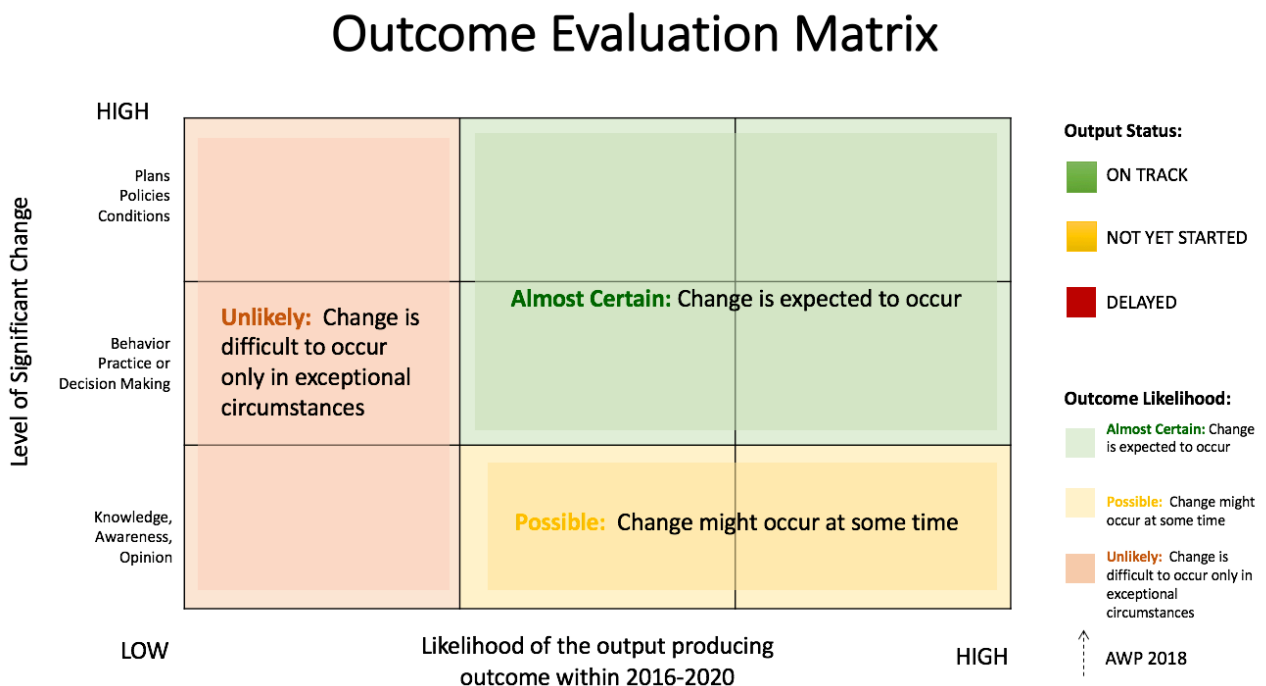 Outcome Evaluation Matrix
HIGH
Level of Significant Change
Plans
Policies
Conditions
Behavior
Practice or
Decision Making
Knowledge,
Awareness,
Opinion
Unlikely: Change is
difficult to occur
only in exceptional
circumstances
Almost Certain: Change is expected to occur
Possible: Change might occur at some time
LOW
Likelihood of the output producing
outcome within 2016-2020
HIGH
Output Status:
ON TRACK
NOT YET STARTED
DELAYED
Outcome Likelihood:
Almost Certain: Change
is expected to occur
Possible: Change might
occur at some time
Unlikely: Change is
difficult to occur only in
exceptional
circumstances
AWP 2018